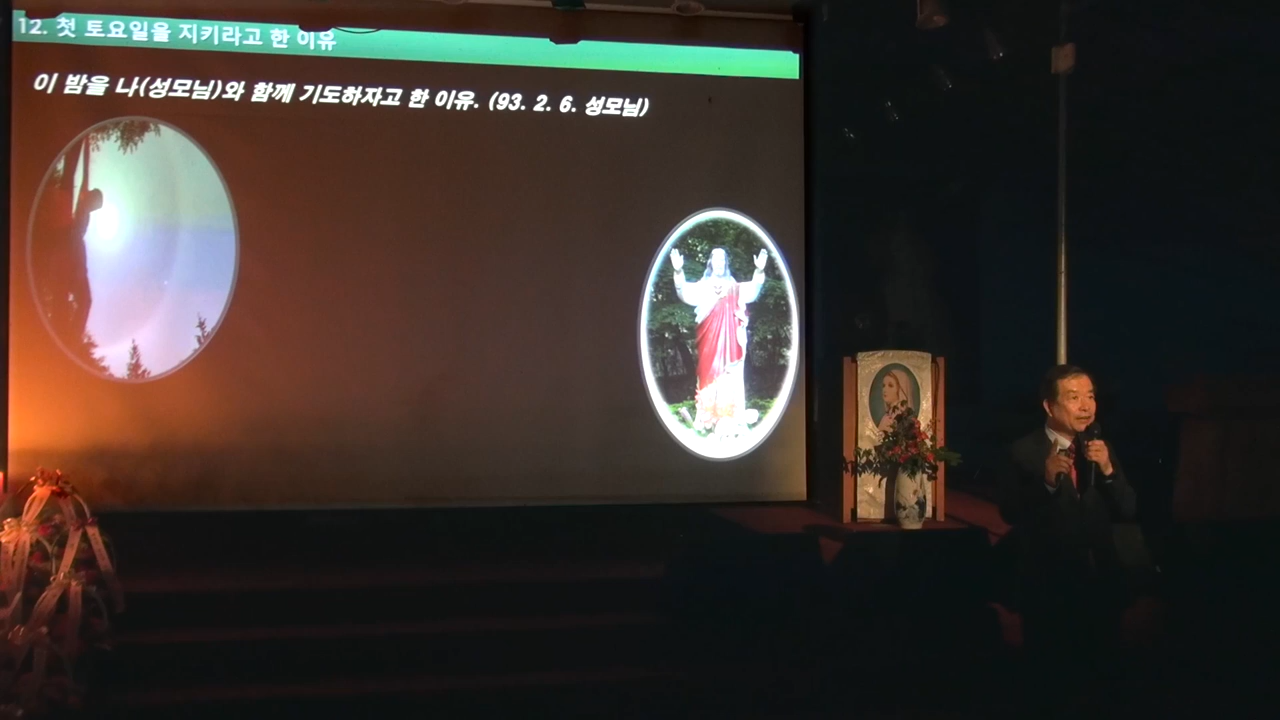 12. 첫 토요일을 지키라고 한 이유
이 밤을 나(성모님)와 함께 기도하자고 한 이유. (93. 2. 6. 성모님)